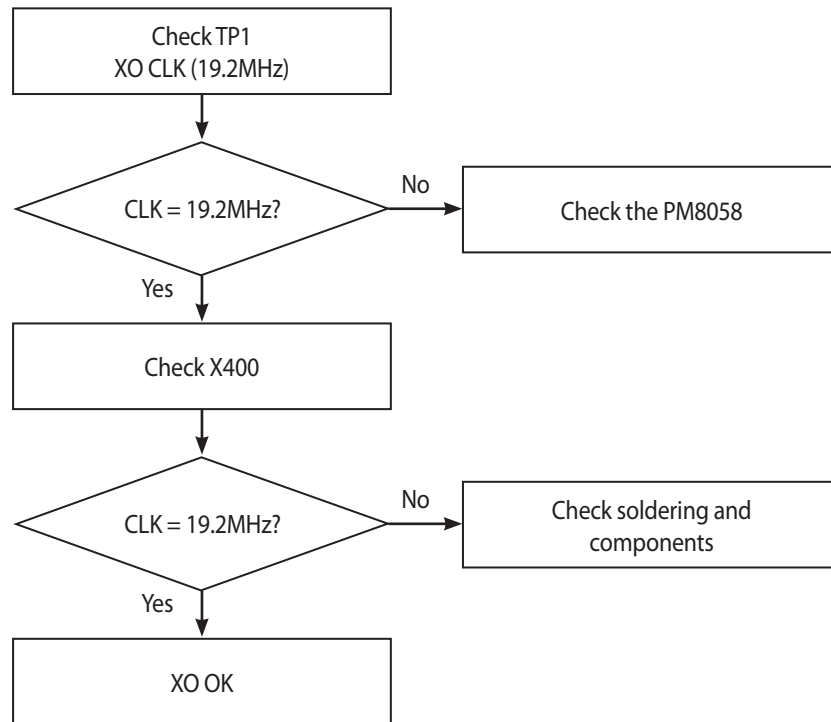 Check TP1
XO CLK (19.2MHz)
CLK = 19.2MHz?
No
Check the PM8058
Yes
Check X400
CLK = 19.2MHz?
No
Check soldering and
components
Yes
XO OK